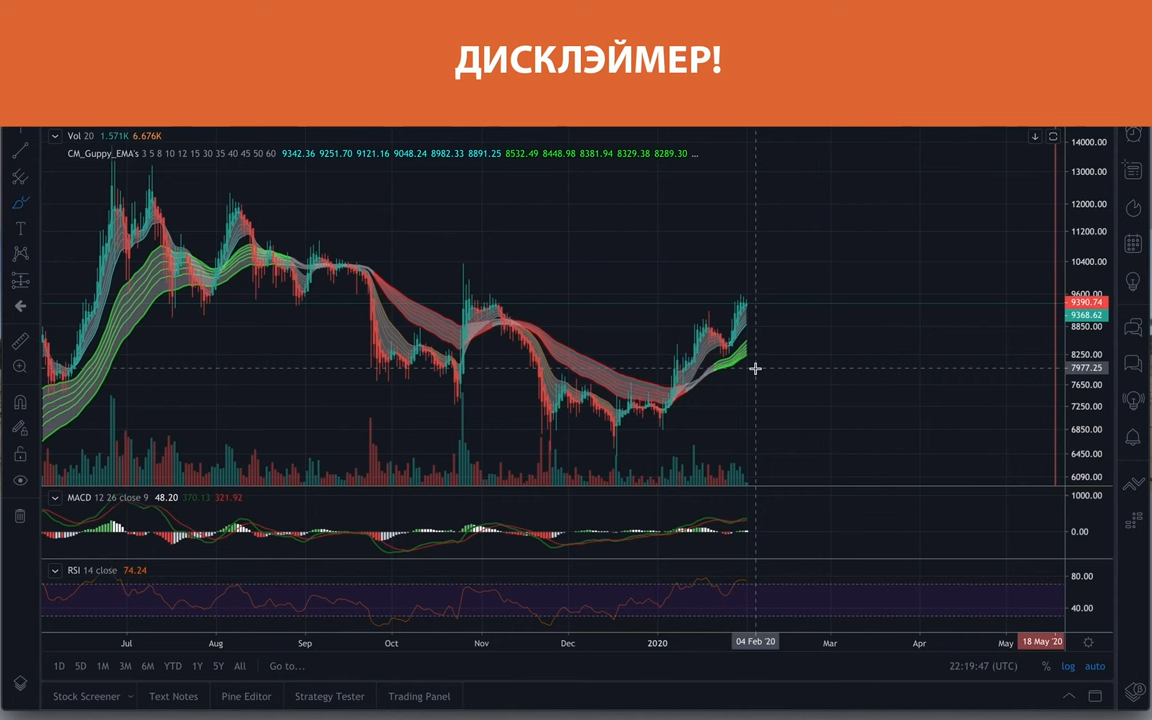 ДИСКЛЭЙМЕР!
Vol 20 1.571K 6.676K
CM_Guppy_EMA's 3 5 8 10 12 15 30 35 40 45 50 60 9342.36 9251.70 9121.16 9048.24 8982.33 8891.25 8532.49 8448.98 8381.94 8329.38 8289.30 ...
14000.00
13000.00
12000.00
11200.00
10400.00
9600.00
9390.74
9368.62
8850.00
8250.00
7977.25
7650.00
7250.00
6850.00
6450.00
6090.00
MACD 12 26 close 9 48.20 370.13 321.92
1000.00
0.00
RSI 14 close 74.24
80.00
40.00
Jul Aug Sep Oct Nov Dec 2020 04 Feb '20 Mar Apr May 18 May '20
1D 5D 1M 3M 6M YTD 1Y 5Y All Go to... 22:19:47 (UTC) % log auto
Stock Screener Text Notes Pine Editor Strategy Tester Trading Panel